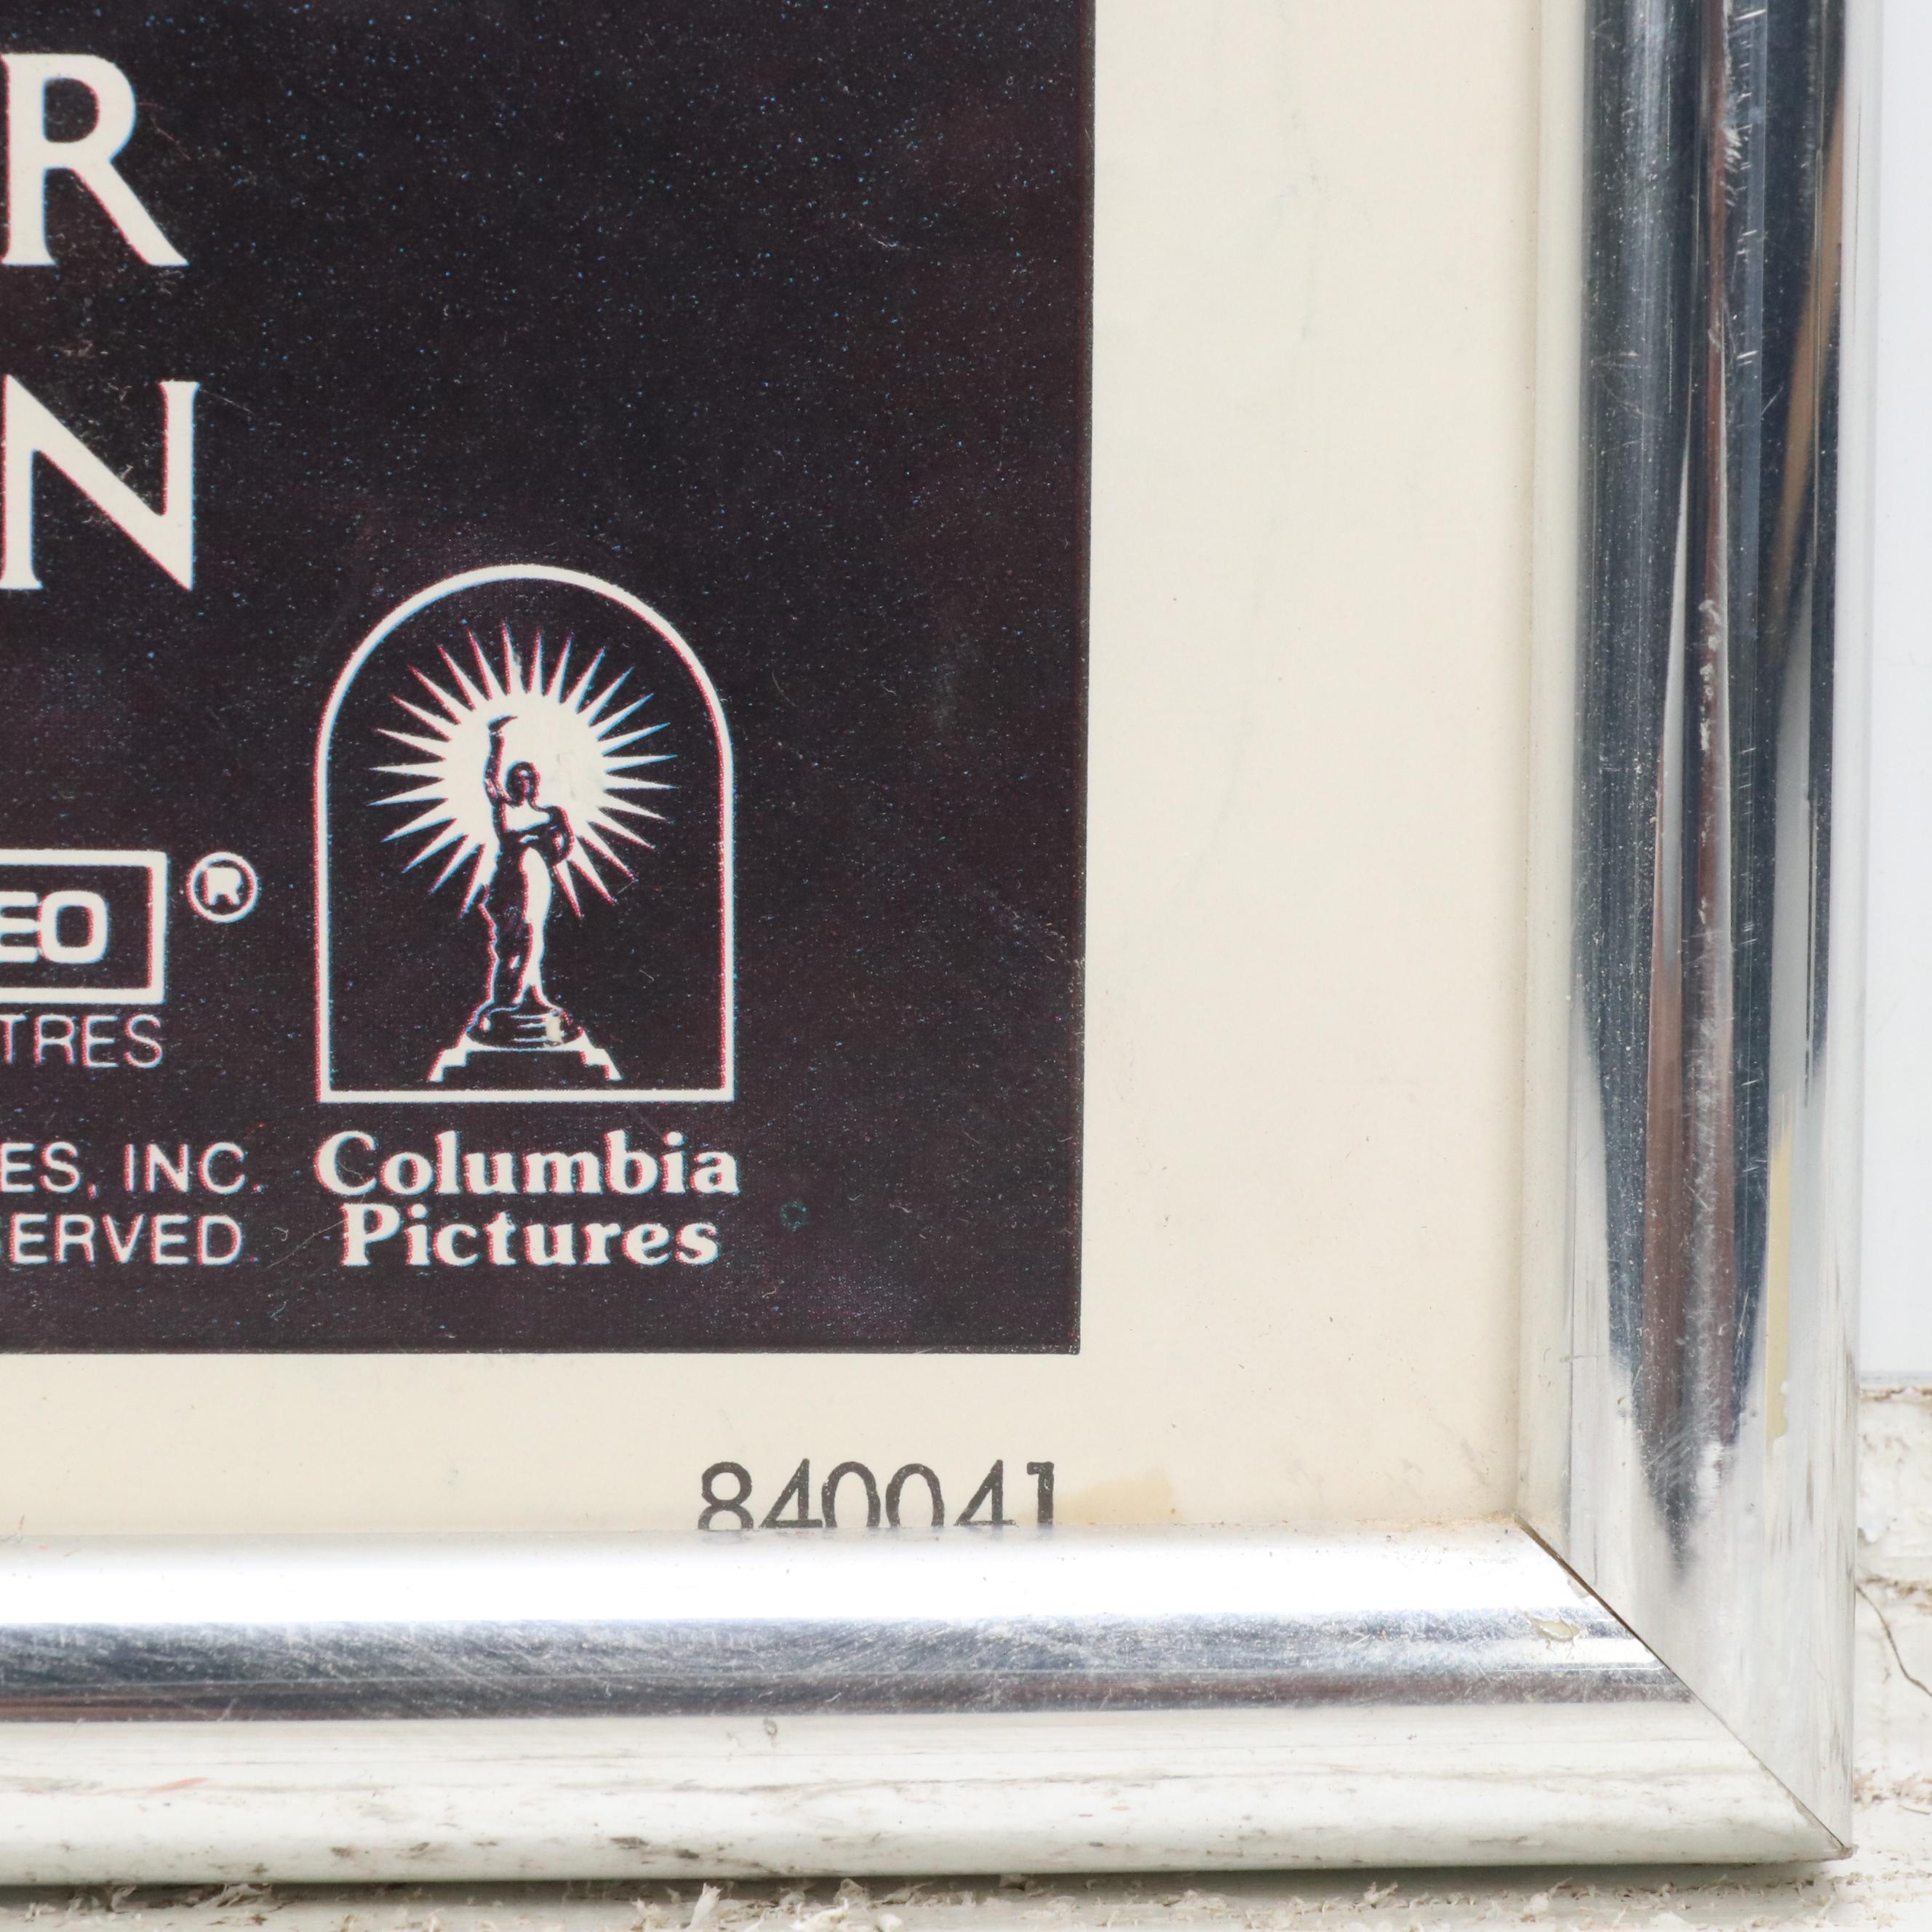 R
N
EO ®
TRES
ES, INC.
SERVED.
Columbia
Pictures
840041